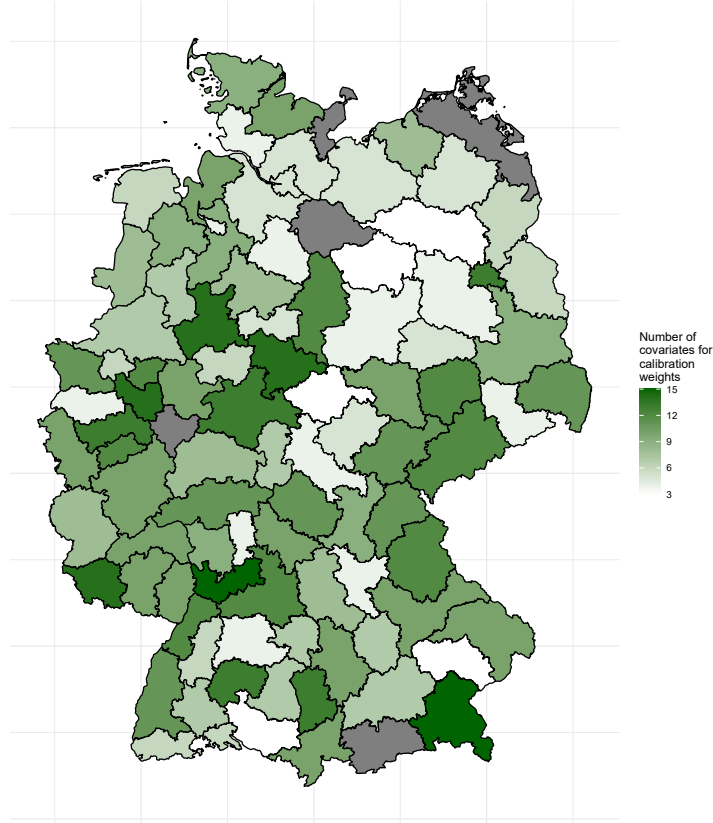 Number of
covariates for
calibration
weights
15
12
9
6
3